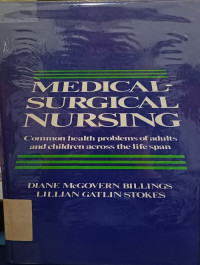 MEDICAL
SURGICAL
NURSING
Common health problems of adults
and children across the life span
DIANE McGOVERN BILLINGS
LILLIAN GATLIN STOKES